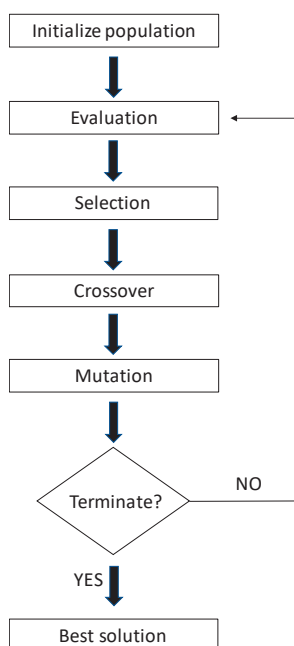 Initialize population
Evaluation
Selection
Crossover
Mutation
Terminate?
NO
YES
Best solution